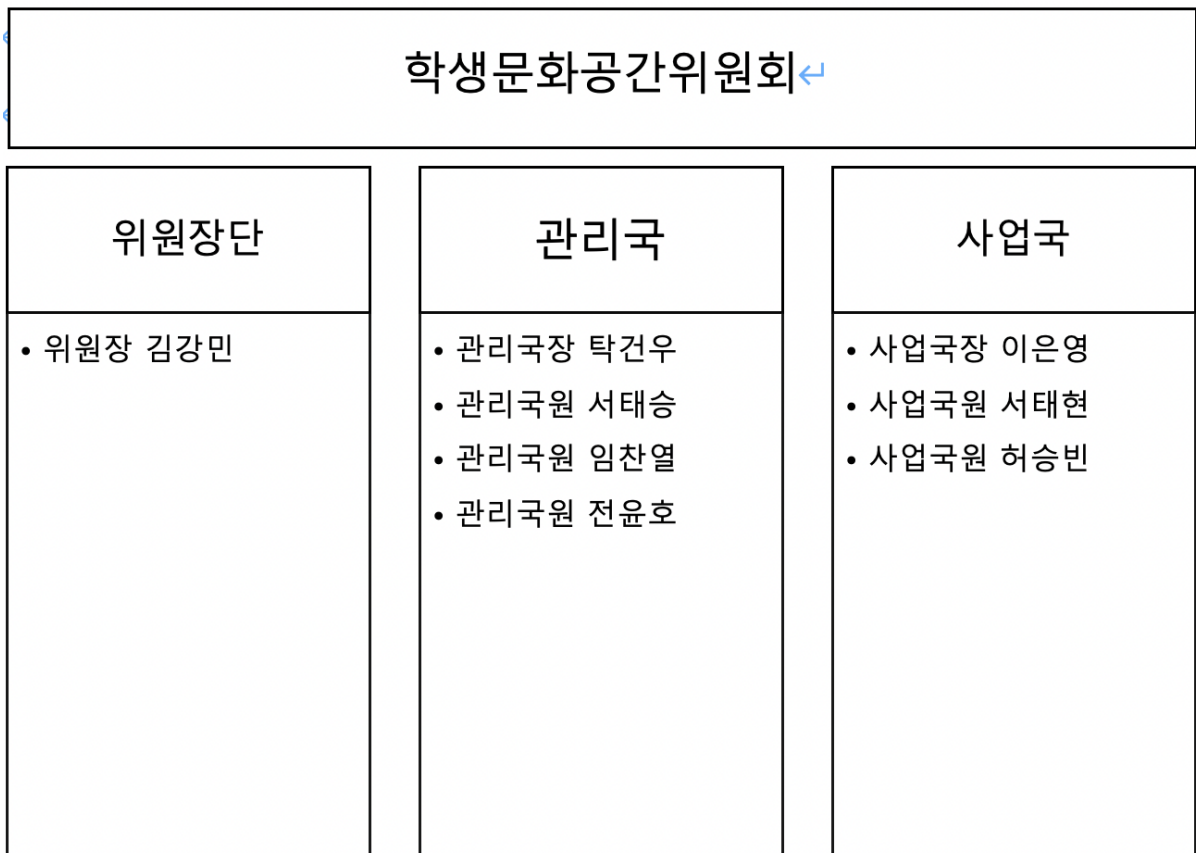 학생문화공간위원회
위원장단
• 위원장 김강민
관리국
• 관리국장 탁건우
• 관리국원 서태승
• 관리국원 임찬열
• 관리국원 전윤호
사업국
• 사업국장 이은영
• 사업국원 서태현
• 사업국원 허승빈